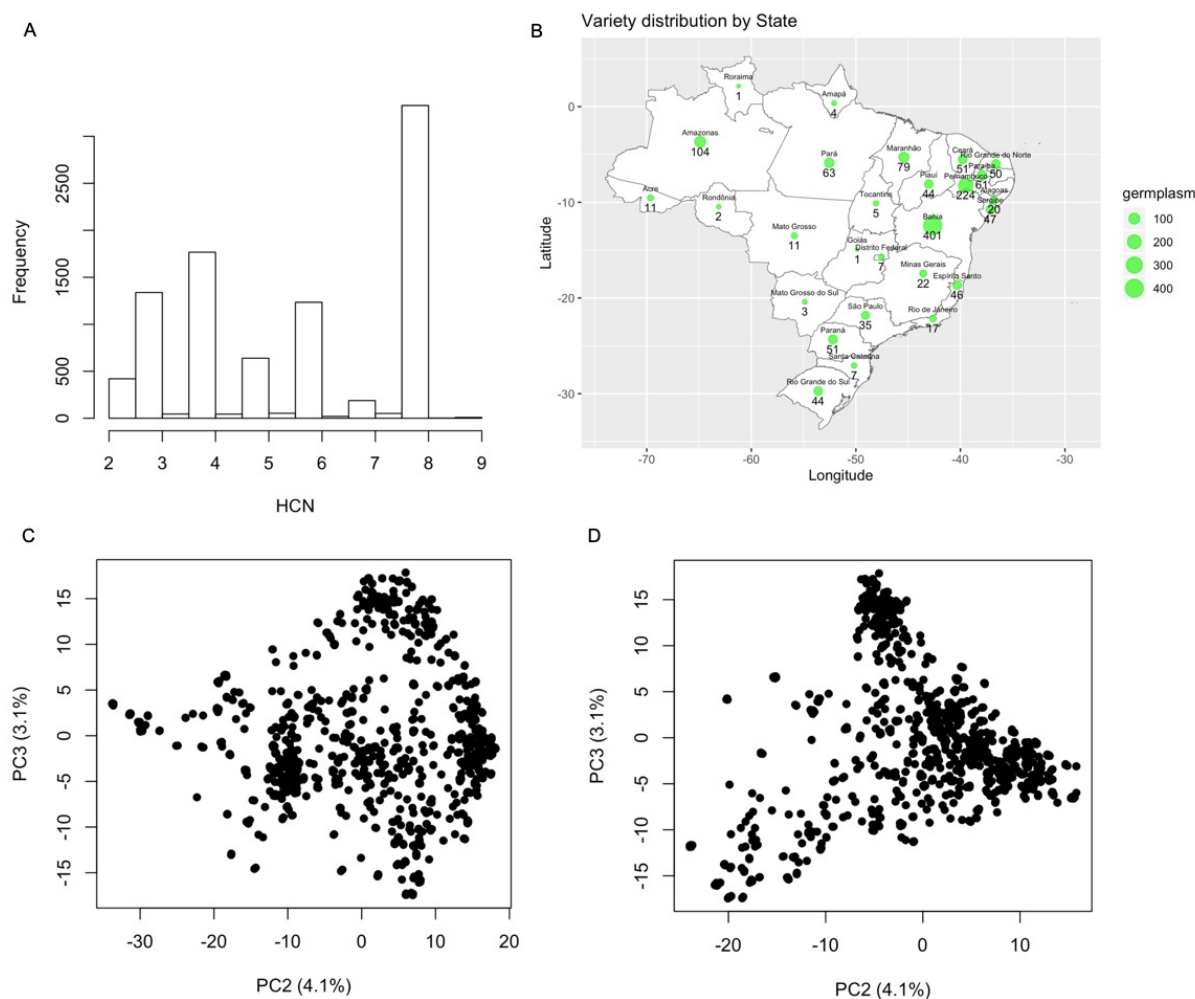 A
Frequency
0
500
1500
2500
2 3 4 5 6 7 8 9
HCN
B
Variety distribution by State
Latitude
0
-10
-20
-30
Roraima
1
Amapá
4
Amazonas
104
Pará
63
Maranhão
79
Ceará
51
Rio Grande do Norte
50
Paraíba
61
Piauí
44
Pernambuco
224
Alagoas
20
Sergipe
47
Acre
11
Rondônia
2
Tocantins
5
Bahia
401
Mato Grosso
11
Goiás
1
Distrito Federal
7
Minas Gerais
22
Espírito Santo
46
Mato Grosso do Sul
3
São Paulo
35
Rio de Janeiro
17
Paraná
51
Santa Catarina
7
Rio Grande do Sul
44
-70 -60 -50 -40 -30
Longitude
germplasm
100
200
300
400
C
PC3 (3.1%)
15
10
5
0
-5
-10
-15
-30 -20 -10 0 10 20
PC2 (4.1%)
D
PC3 (3.1%)
15
10
5
0
-5
-10
-15
-20 -10 0 10
PC2 (4.1%)